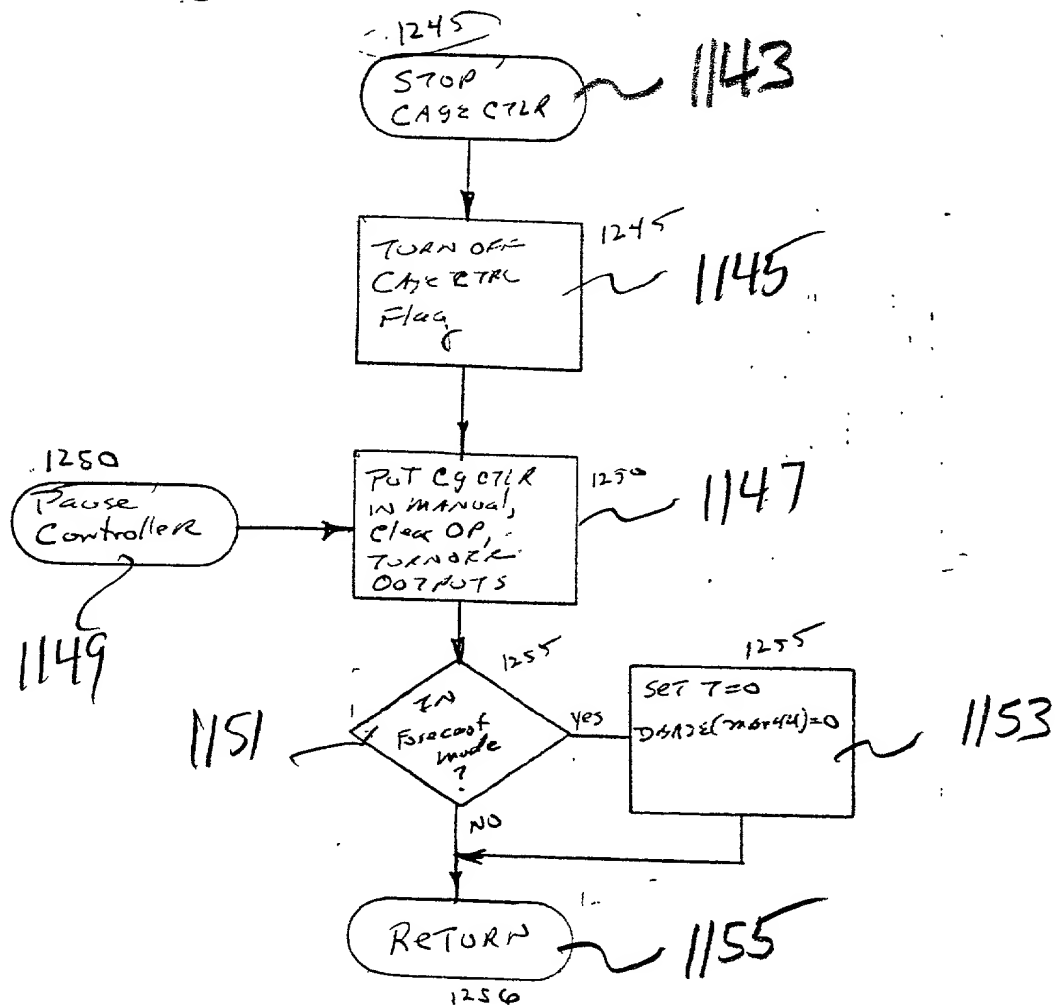 1245
STOP
CAGE CTLR
1143
TURN OFF
CAGE CTRL
Flag
1245
1145
1250
Pause
Controller
1149
PUT CG CTLR
IN MANUAL,
Clear OP,
TURN OFF
OUTPUTS
1250
1147
IN
Forecast
mode
?
1255
1151
yes
NO
1255
SET T=0
=0
1153
RETURN
1155
1256